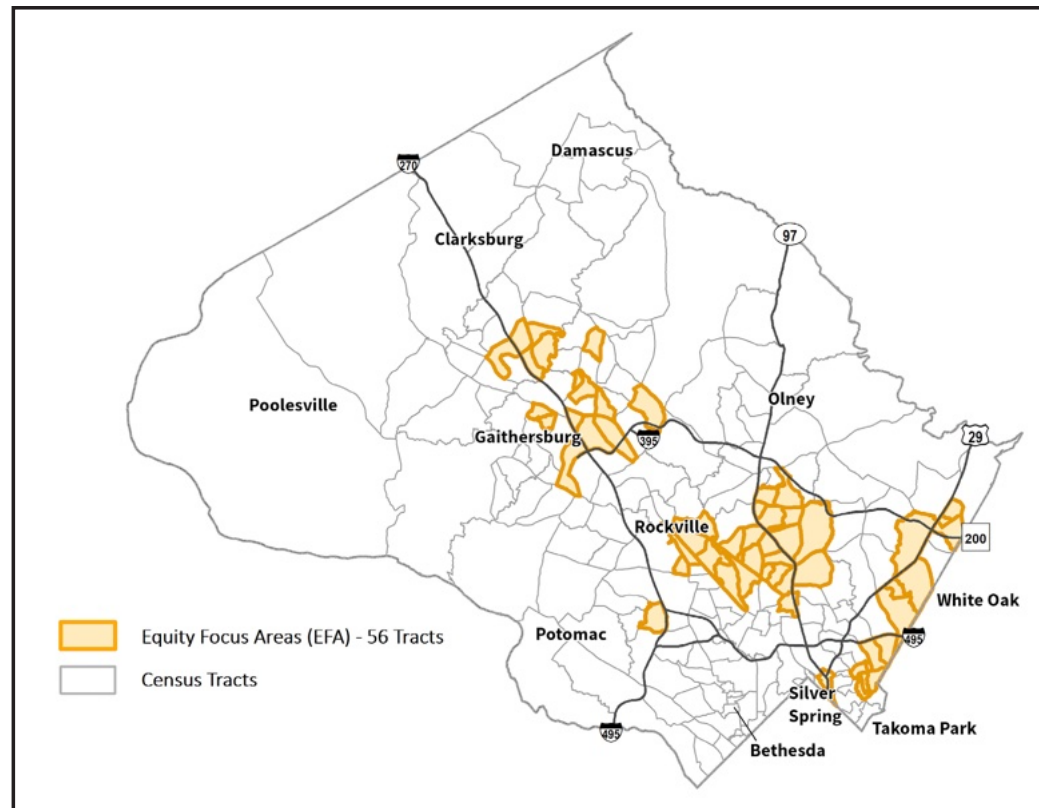 Damascus
270
Clarksburg
97
Poolesville
Olney
Gaithersburg
395
29
Rockville
200
White Oak
Equity Focus Areas (EFA) - 56 Tracts
Potomac
495
Census Tracts
Silver
Spring
Takoma Park
495
Bethesda